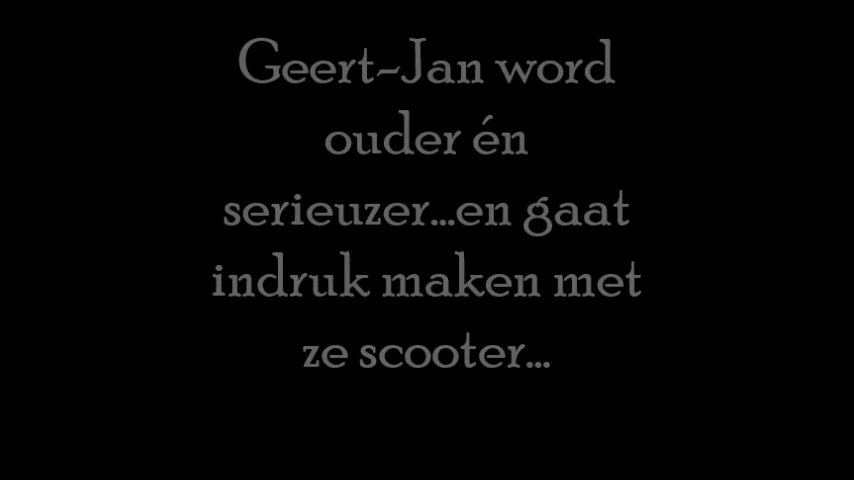 Geert-Jan word
ouder én
serieuzer...en gaat
indruk maken met
ze scooter...